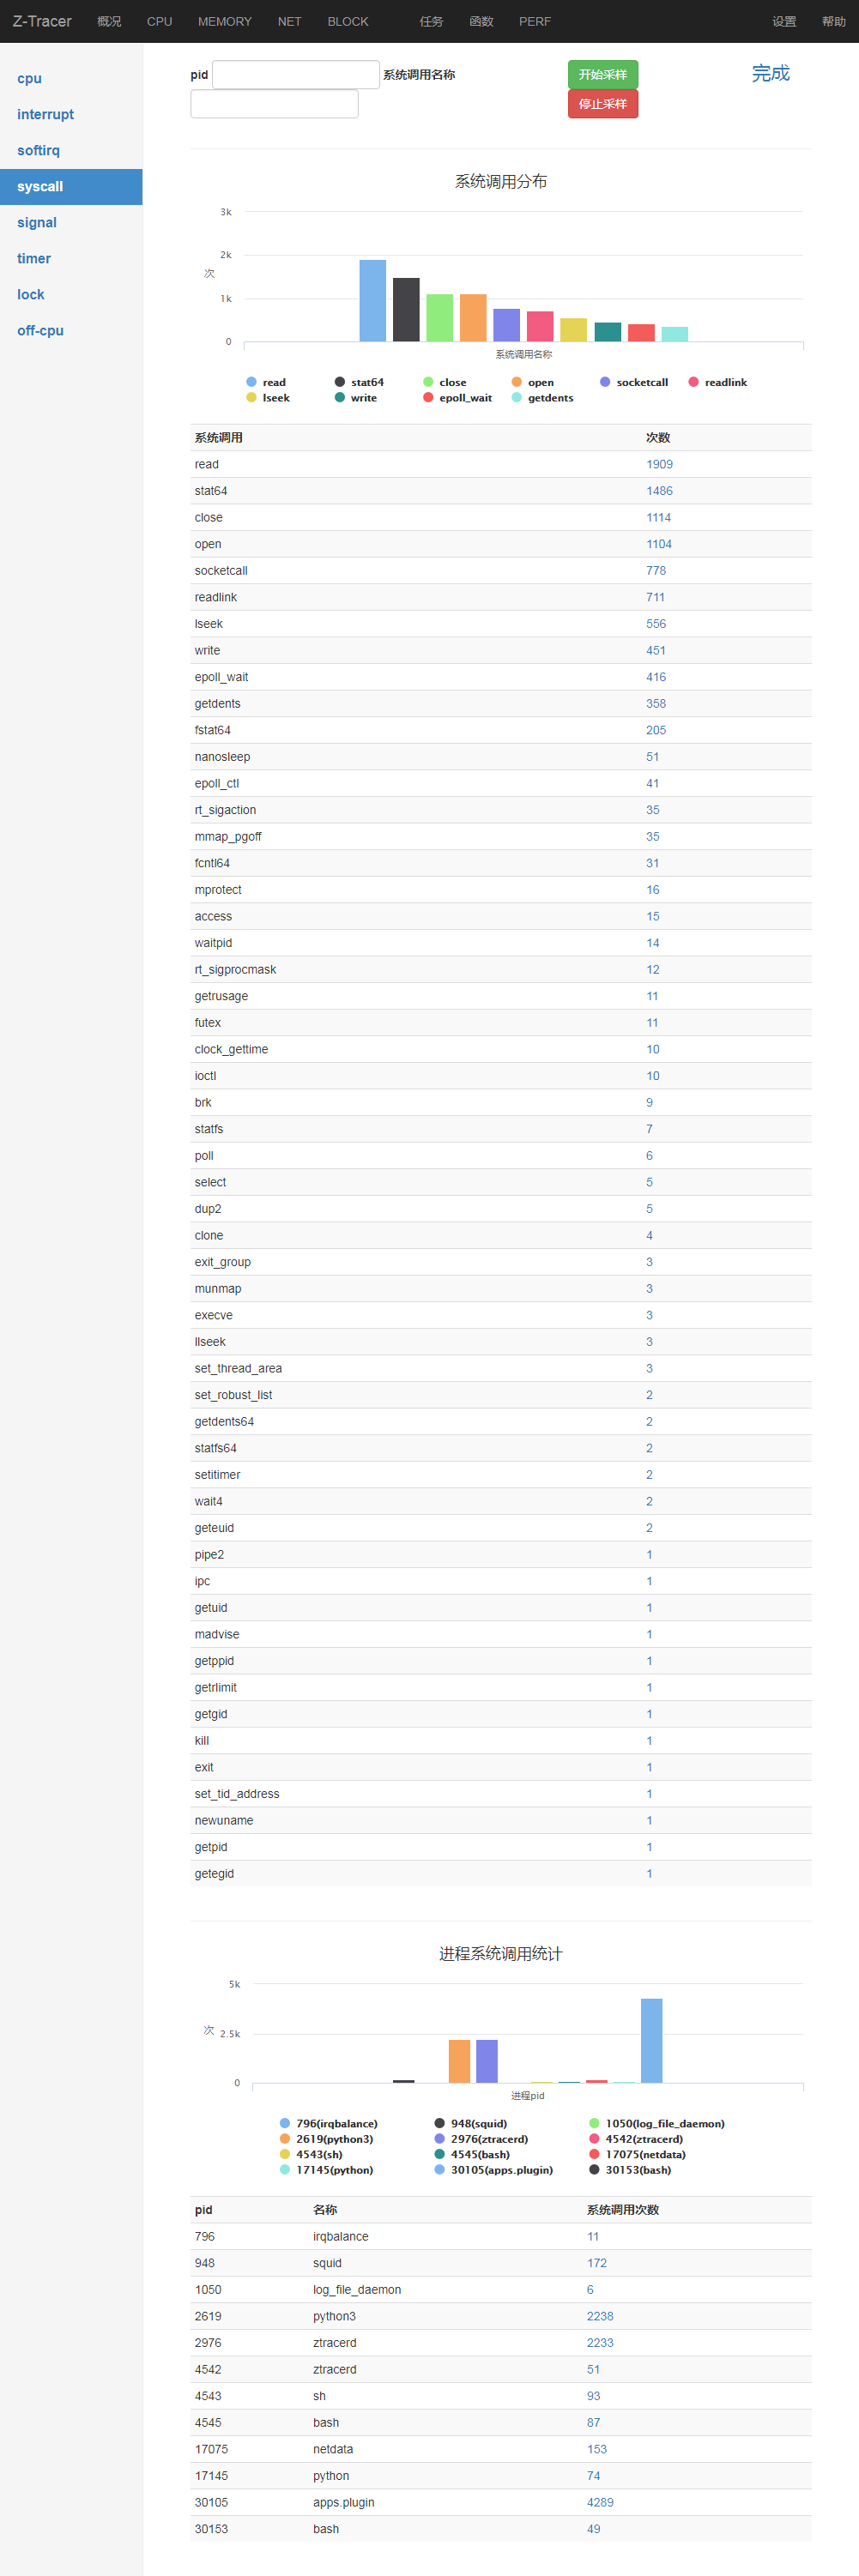 Z-Tracer 概况 CPU MEMORY NET BLOCK 任务 函数 PERF 设置 帮助
cpu
interrupt
softirq
syscall
signal
timer
lock
off-cpu
pid 系统调用名称 开始采样 完成
停止采样
系统调用分布
3k
2k
次
1k
0
系统调用名称
read stat64 close open socketcall readlink
lseek write epoll_wait getdents
系统调用 次数
read 1909
stat64 1486
close 1114
open 1104
socketcall 778
readlink 711
lseek 556
write 451
epoll_wait 416
getdents 358
fstat64 205
nanosleep 51
epoll_ctl 41
rt_sigaction 35
mmap_pgoff 35
fcntl64 31
mprotect 16
access 15
waitpid 14
rt_sigprocmask 12
getrusage 11
futex 11
clock_gettime 10
ioctl 10
brk 9
statfs 7
poll 6
select 5
dup2 5
clone 4
exit_group 3
munmap 3
execve 3
llseek 3
set_thread_area 3
set_robust_list 2
getdents64 2
statfs64 2
setitimer 2
wait4 2
geteuid 2
pipe2 1
ipc 1
getuid 1
madvise 1
getppid 1
getrlimit 1
getgid 1
kill 1
exit 1
set_tid_address 1
newuname 1
getpid 1
getegid 1
进程系统调用统计
5k
次 2.5k
0
进程pid
796(irqbalance) 948(squid) 1050(log_file_daemon)
2619(python3) 2976(ztracerd) 4542(ztracerd)
4543(sh) 4545(bash) 17075(netdata)
17145(python) 30105(apps.plugin) 30153(bash)
pid 名称 系统调用次数
796 irqbalance 11
948 squid 172
1050 log_file_daemon 6
2619 python3 2238
2976 ztracerd 2233
4542 ztracerd 51
4543 sh 93
4545 bash 87
17075 netdata 153
17145 python 74
30105 apps.plugin 4289
30153 bash 49